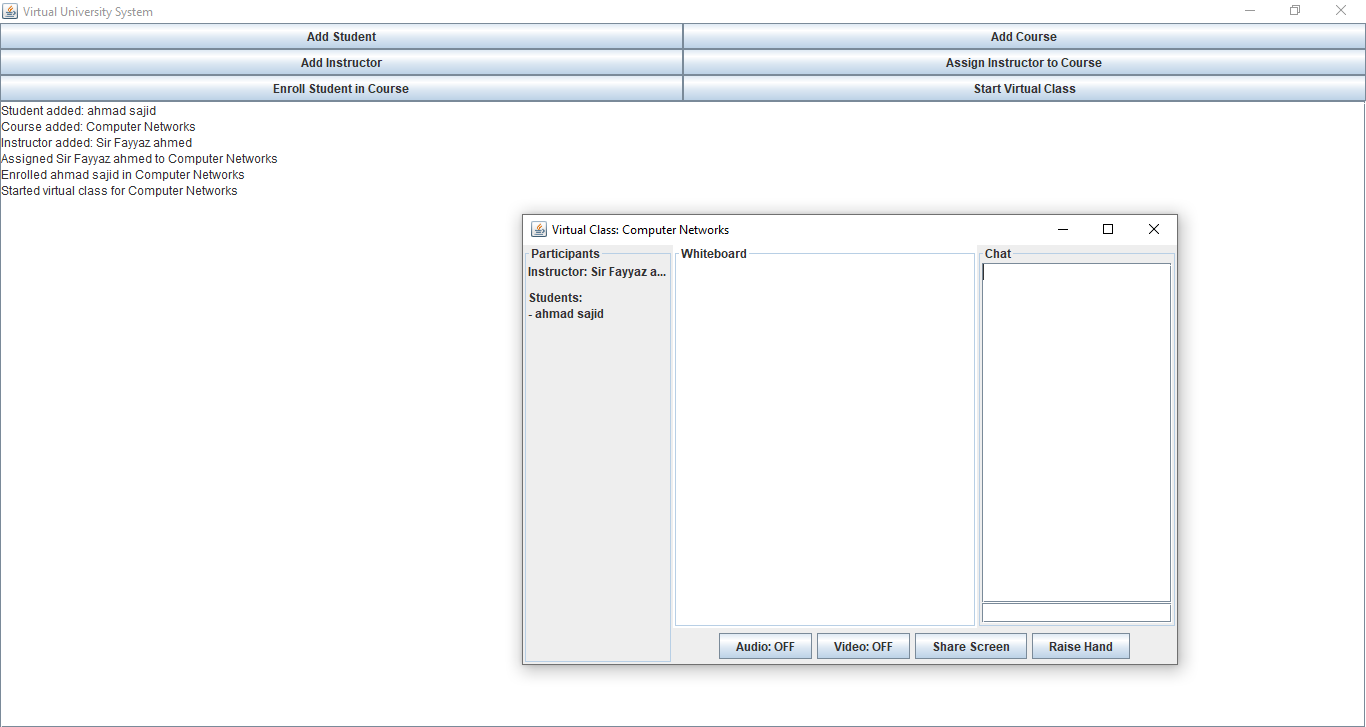 Virtual University System
Add Student
Add Course
Add Instructor
Assign Instructor to Course
Enroll Student in Course
Start Virtual Class
Student added: ahmad sajid
Course added: Computer Networks
Instructor added: Sir Fayyaz ahmed
Assigned Sir Fayyaz ahmed to Computer Networks
Enrolled ahmad sajid in Computer Networks
Started virtual class for Computer Networks
Virtual Class: Computer Networks
Participants
Instructor: Sir Fayyaz a...
Students:
- ahmad sajid
Whiteboard
Chat
Audio: OFF
Video: OFF
Share Screen
Raise Hand